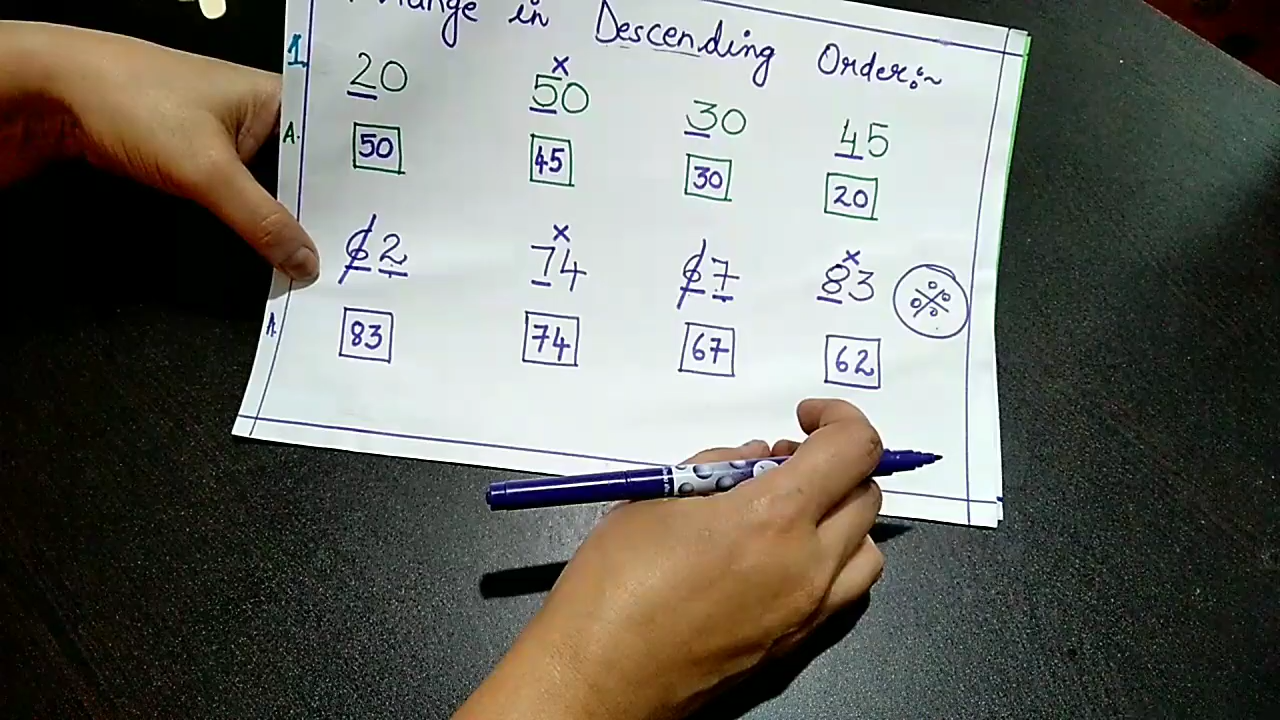 Arrange in Descending Order:~
1. 20 50 30 45
A. 50 45 30 20
62 74 67 83
A. 83 74 67 62